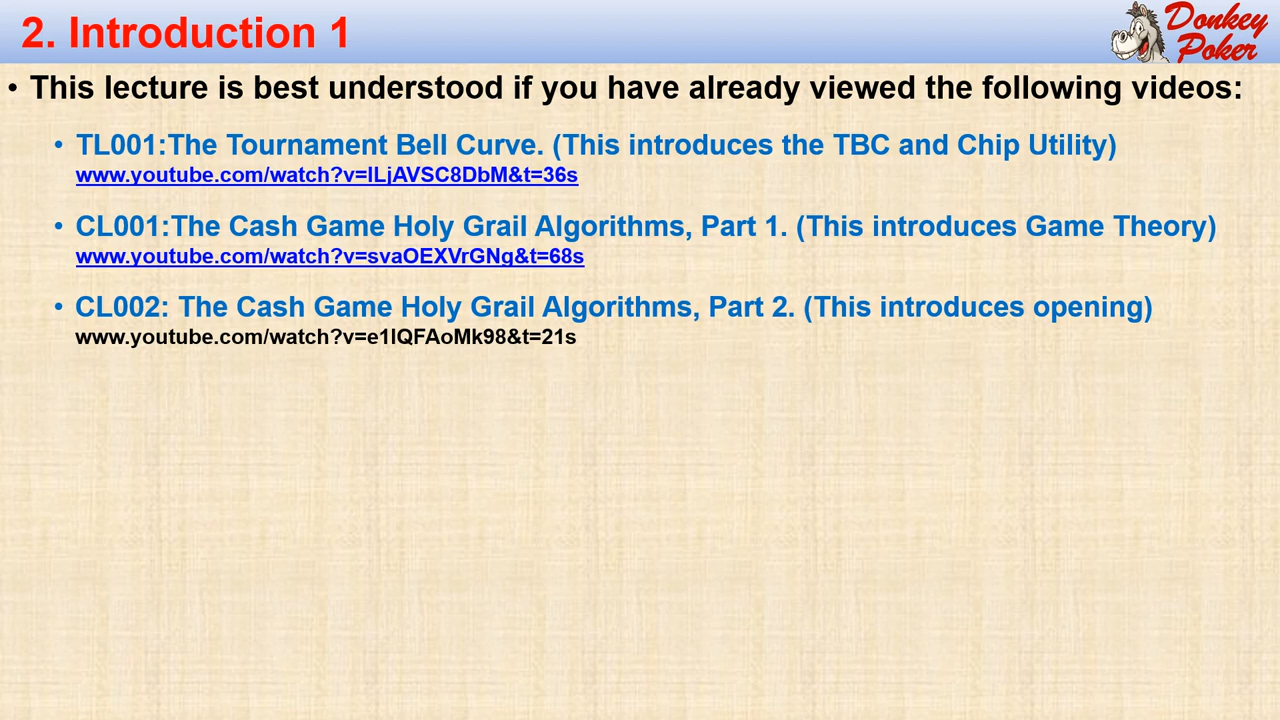 2. Introduction 1
Donkey
Poker
• This lecture is best understood if you have already viewed the following videos:
• TL001:The Tournament Bell Curve. (This introduces the TBC and Chip Utility)
www.youtube.com/watch?v=lLjAVSC8DbM&t=36s
• CL001:The Cash Game Holy Grail Algorithms, Part 1. (This introduces Game Theory)
www.youtube.com/watch?v=svaOEXVrGNg&t=68s
• CL002: The Cash Game Holy Grail Algorithms, Part 2. (This introduces opening)
www.youtube.com/watch?v=e1lQFAoMk98&t=21s